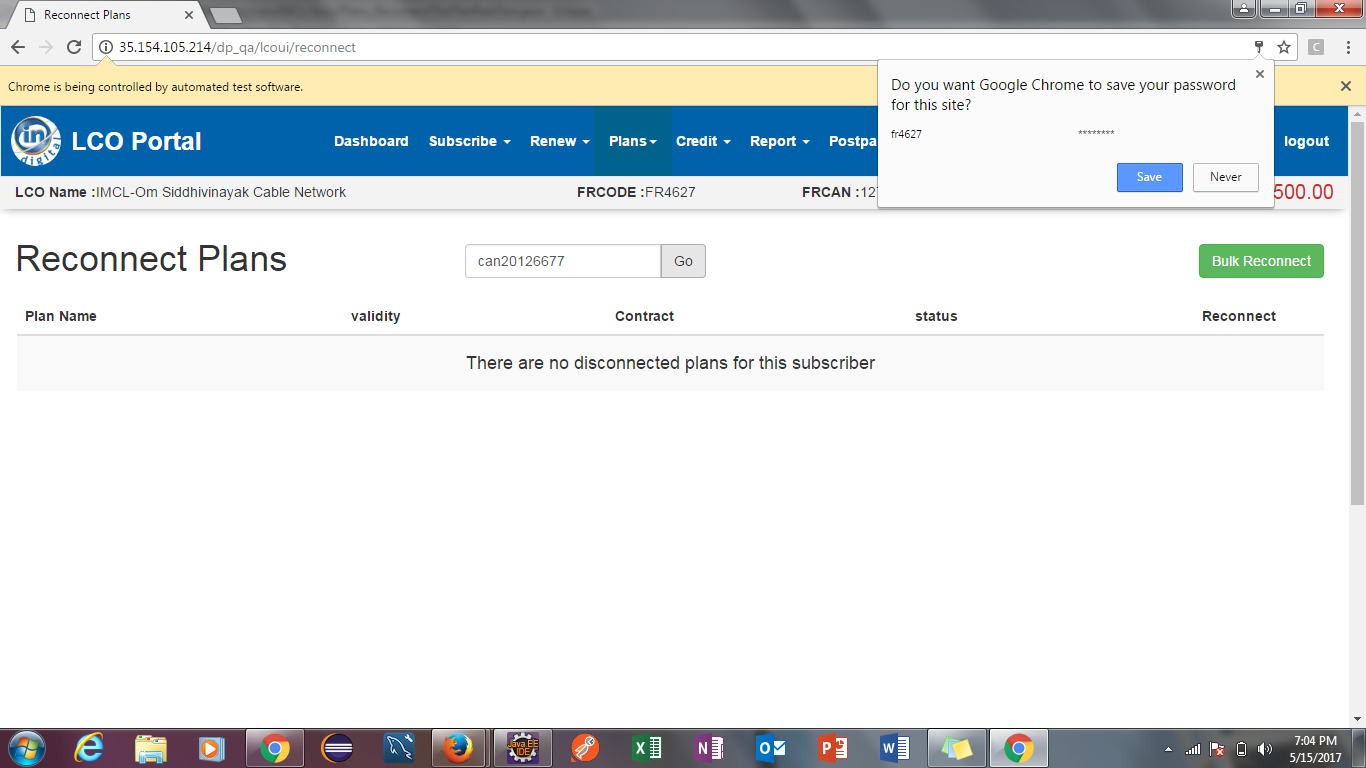 Reconnect Plans
35.154.105.214/dp_qa/lcoui/reconnect
C
Chrome is being controlled by automated test software.
Do you want Google Chrome to save your password
for this site?
fr4627 ********
Save Never
in digital LCO Portal Dashboard Subscribe Renew Plans Credit Report Postpa logout
LCO Name :IMCL-Om Siddhivinayak Cable Network FRCODE :FR4627 FRCAN :127 500.00
Reconnect Plans can20126677 Go Bulk Reconnect
Plan Name validity Contract status Reconnect
There are no disconnected plans for this subscriber
Java EE
IDE
7:04 PM
5/15/2017